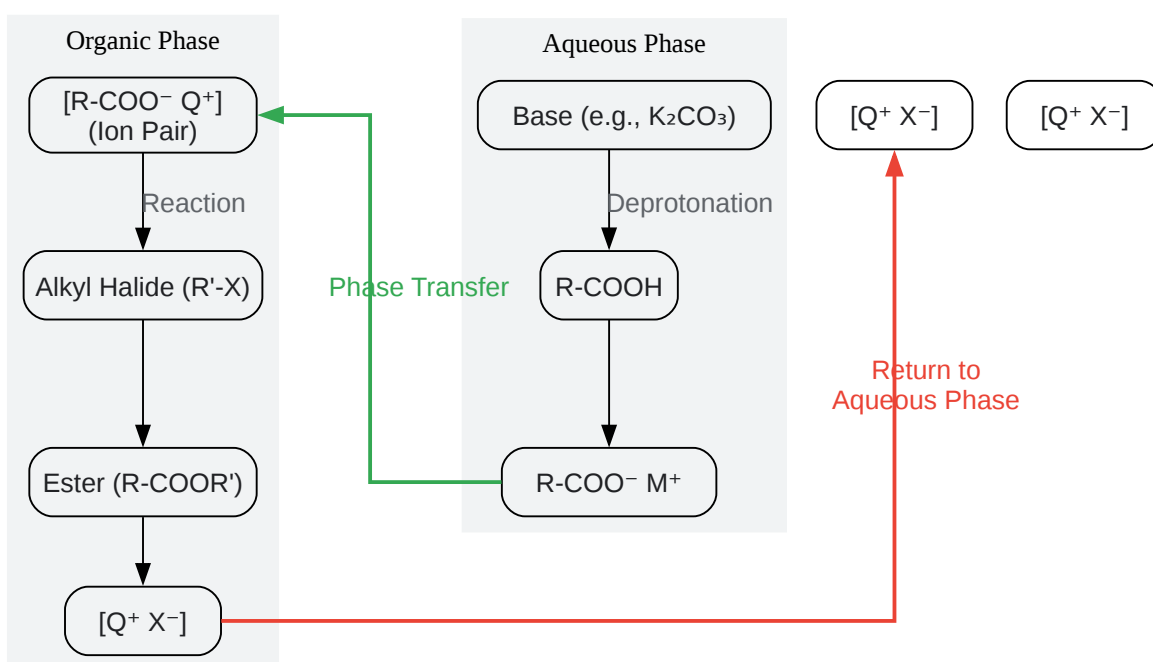 Organic Phase
[R-COO⁻ Q⁺]
(Ion Pair)
Reaction
Alkyl Halide (R'-X)
Ester (R-COOR')
[Q⁺ X⁻]
Phase Transfer
Aqueous Phase
Base (e.g., K₂CO₃)
Deprotonation
R-COOH
R-COO⁻ M⁺
[Q⁺ X⁻]
Return to
Aqueous Phase
[Q⁺ X⁻]